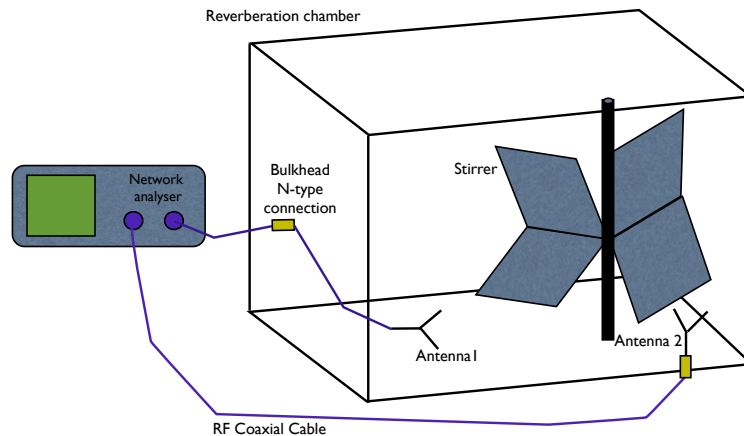 Reverberation chamber
Network
analyser
Bulkhead
N-type
connection
Stirrer
Antenna1
Antenna 2
RF Coaxial Cable